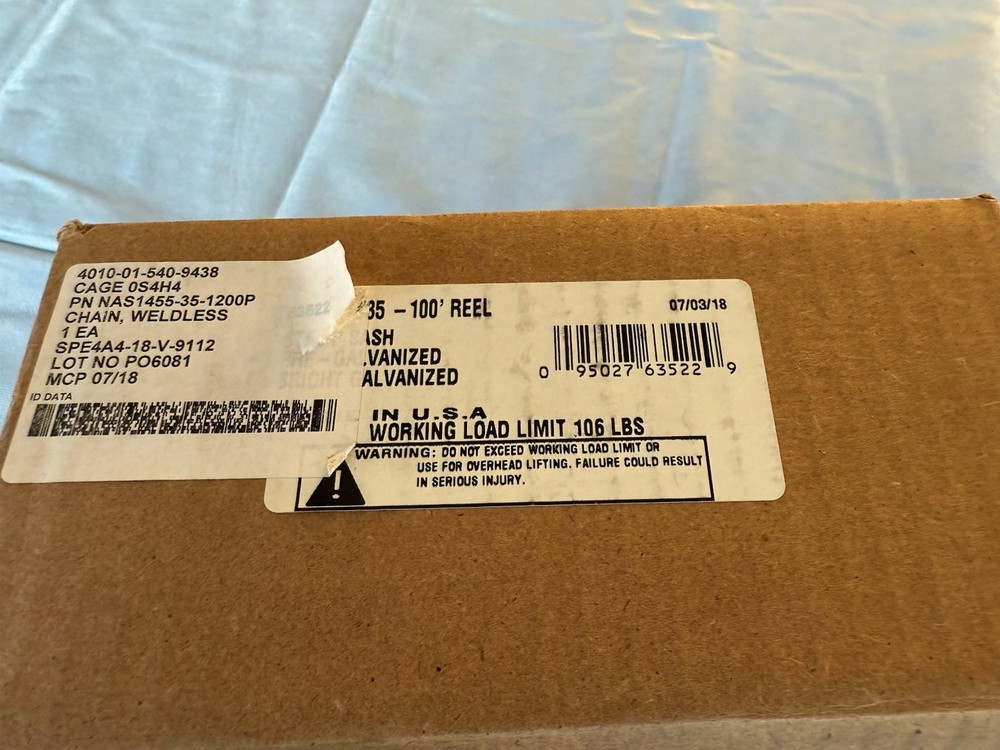 4010-01-540-9438
CAGE 0S4H4
PN NAS1455-35-1200P
CHAIN, WELDLESS
1 EA
SPE4A4-18-V-9112
LOT NO PO6081
MCP 07/18
ID DATA
63522
#35 - 100' REEL
07/03/18
ASH
VANIZED
BRIGHT GALVANIZED
0 95027 63522 9
IN U.S.A
WORKING LOAD LIMIT 106 LBS
WARNING: DO NOT EXCEED WORKING LOAD LIMIT OR
USE FOR OVERHEAD LIFTING. FAILURE COULD RESULT
IN SERIOUS INJURY.